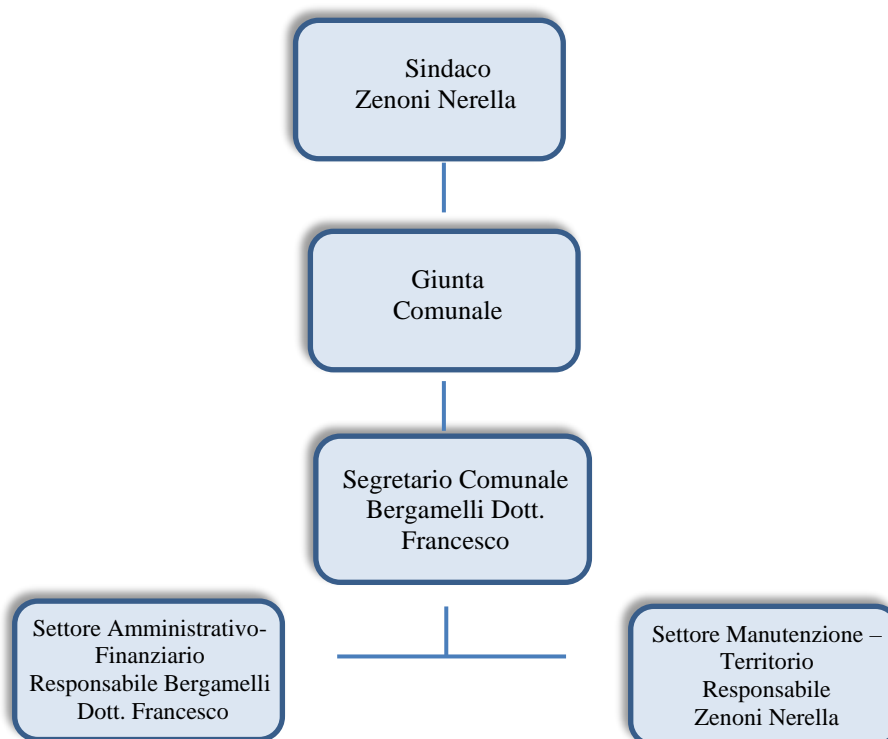 Sindaco
Zenoni Nerella
Giunta
Comunale
Segretario Comunale
Bergamelli Dott.
Francesco
Settore Amministrativo-
Finanziario
Responsabile Bergamelli
Dott. Francesco
Settore Manutenzione –
Territorio
Responsabile
Zenoni Nerella